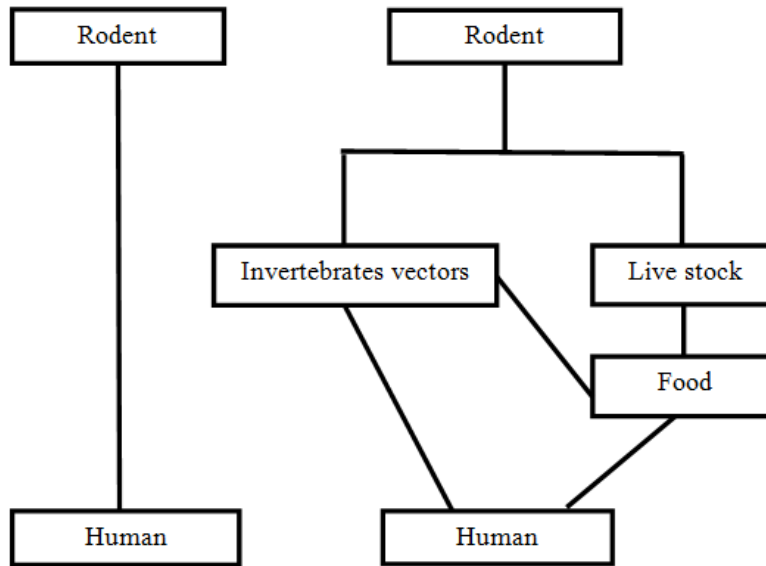 Rodent
Rodent
Invertebrates vectors
Live stock
Food
Human
Human